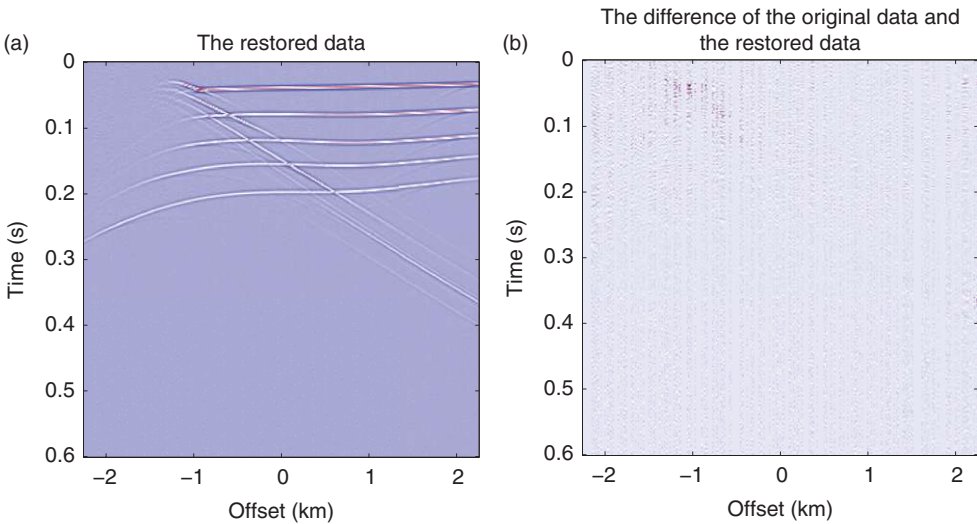 (a)
The restored data
0
0.1
0.2
0.3
0.4
0.5
0.6
Time (s)
−2
−1
0
1
2
Offset (km)
(b)
The difference of the original data and
the restored data
0
0.1
0.2
0.3
0.4
0.5
0.6
Time (s)
−2
−1
0
1
2
Offset (km)